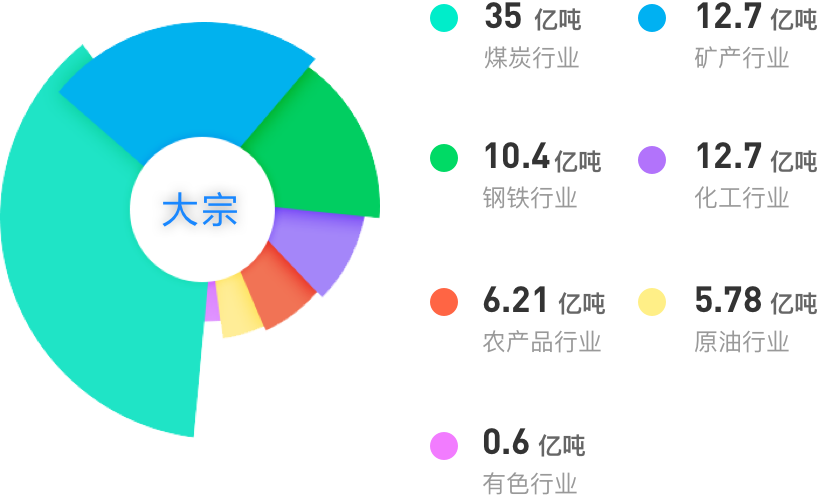 大宗
35 亿吨
煤炭行业
12.7 亿吨
矿产行业
10.4 亿吨
钢铁行业
12.7 亿吨
化工行业
6.21 亿吨
农产品行业
5.78 亿吨
原油行业
0.6 亿吨
有色行业